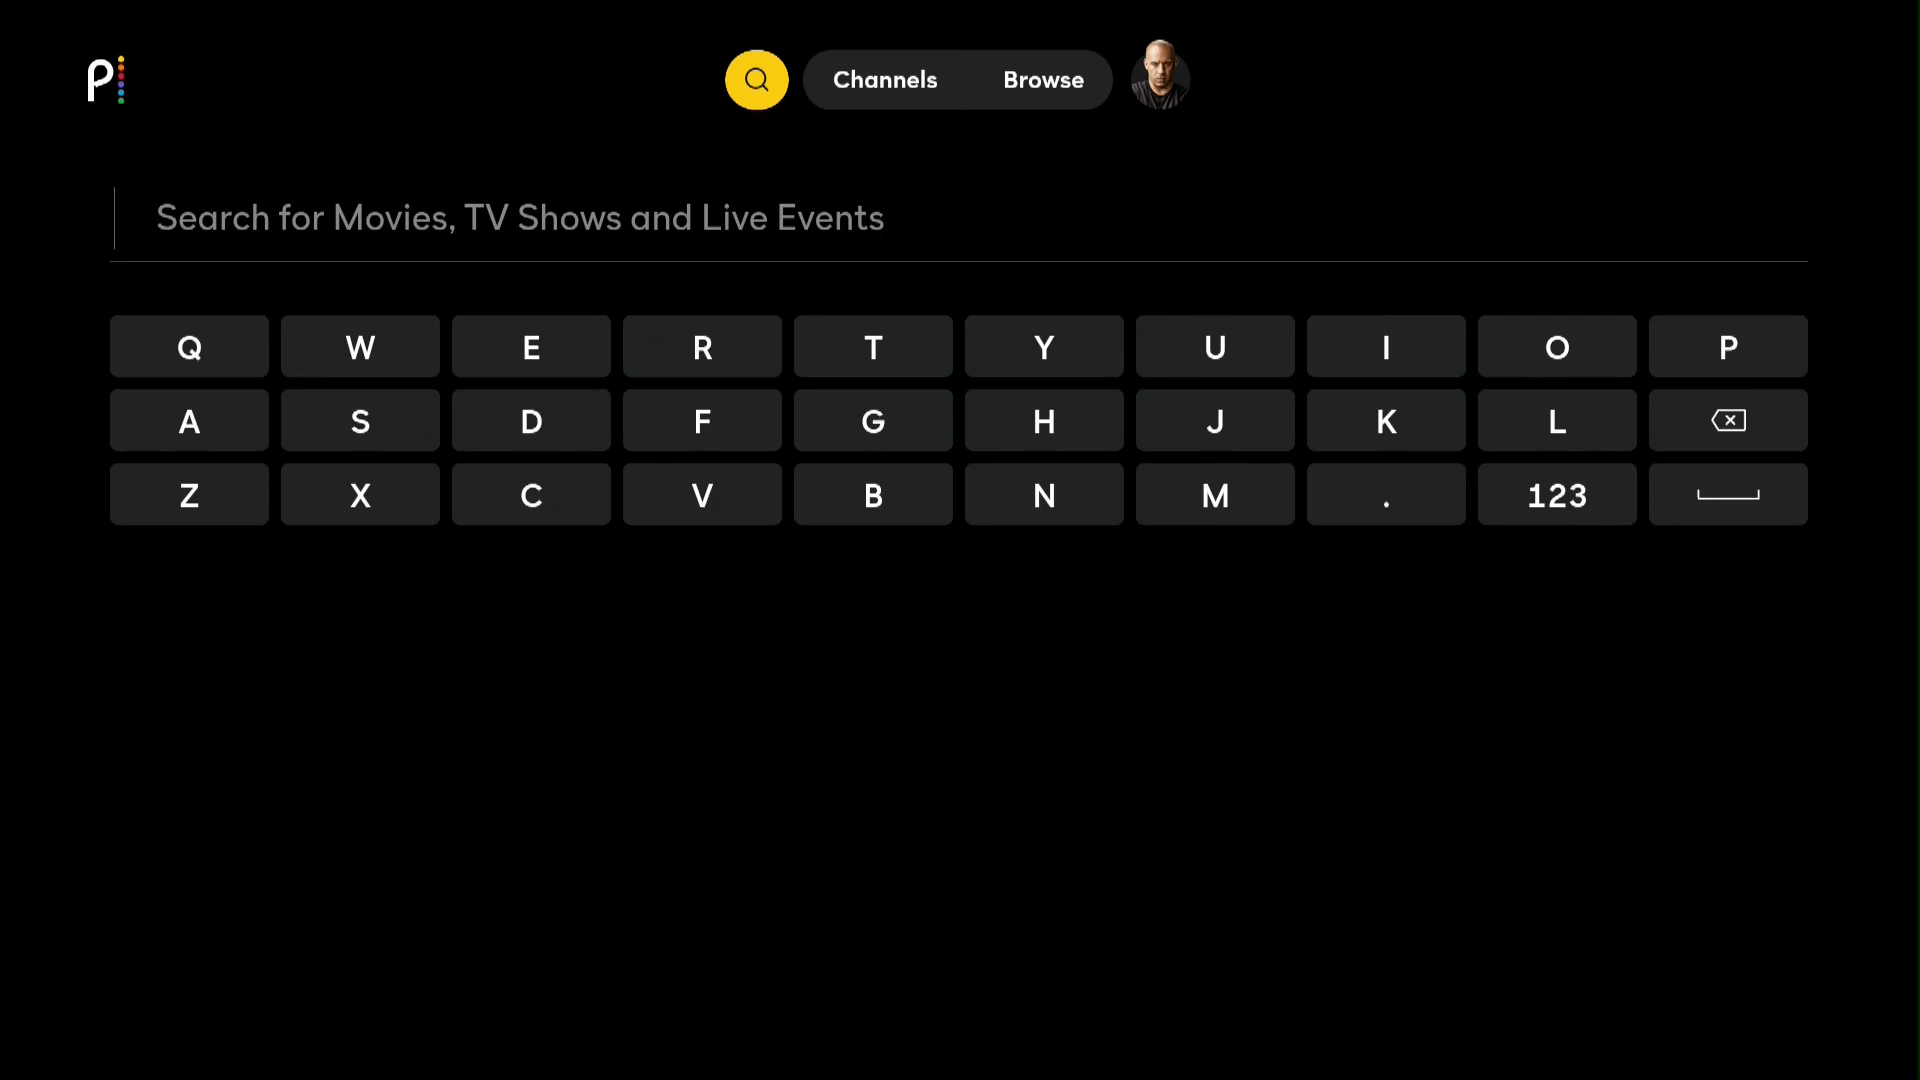 P
Channels Browse
Search for Movies, TV Shows and Live Events
Q W E R T Y U I O P
A S D F G H J K L
Z X C V B N M . 123